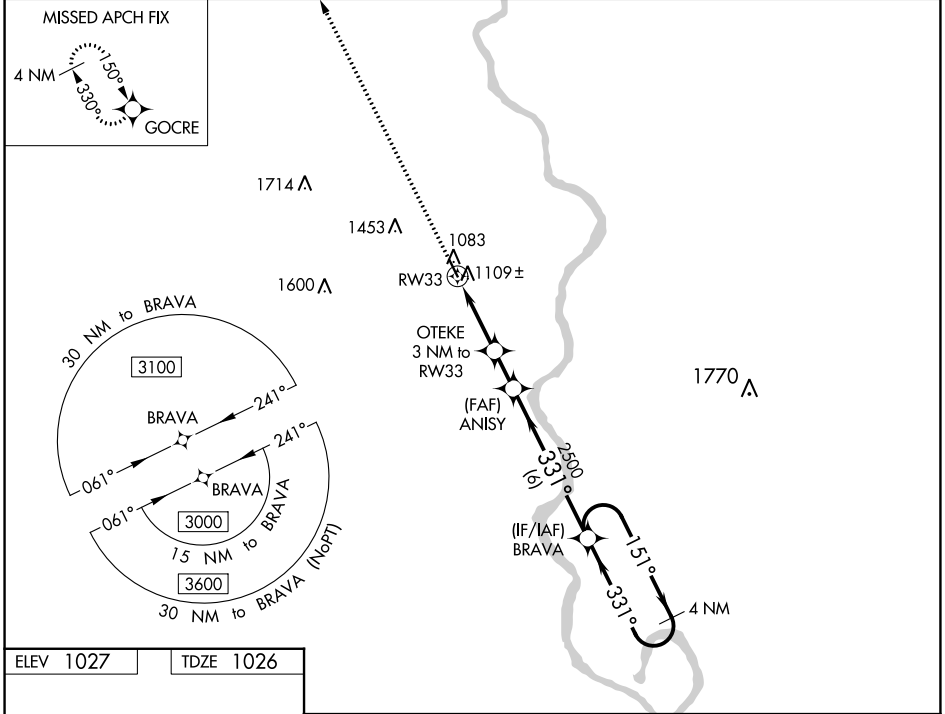 MISSED APCH FIX
4 NM
150°
330°
GOCRE
1714
1453
1083
RW33
1109±
1600
OTEKE
3 NM to
RW33
1770
(FAF)
ANISY
2500
331°
(6)
(IF/IAF)
BRAVA
151°
331°
4 NM
30 NM to BRAVA
3100
BRAVA
241°
061°
241°
BRAVA
061°
3000
15 NM to BRAVA
3600
30 NM to BRAVA (NoPT)
ELEV 1027
TDZE 1026